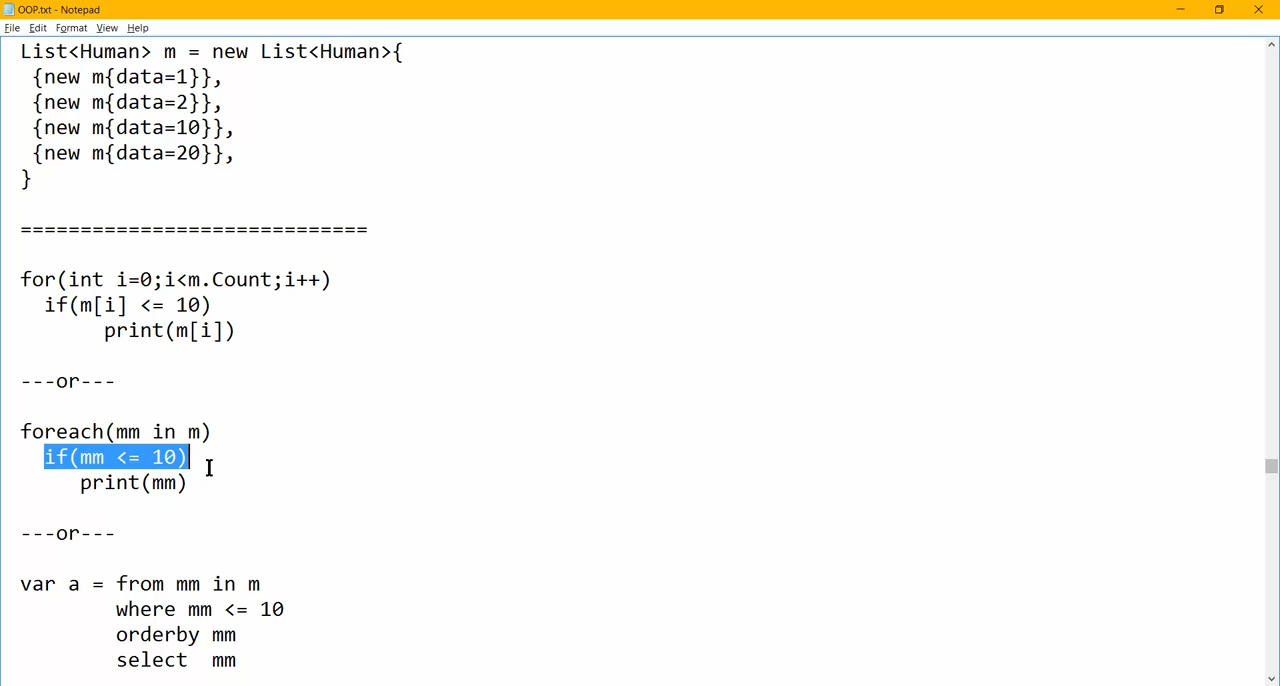 OOP.txt - Notepad
File Edit Format View Help
List<Human> m = new List<Human>{
{new m{data=1}},
{new m{data=2}},
{new m{data=10}},
{new m{data=20}},
}
=============================
for(int i=0;i<m.Count;i++)
if(m[i] <= 10)
print(m[i])
---or---
foreach(mm in m)
if(mm <= 10)
print(mm)
---or---
var a = from mm in m
where mm <= 10
orderby mm
select  mm